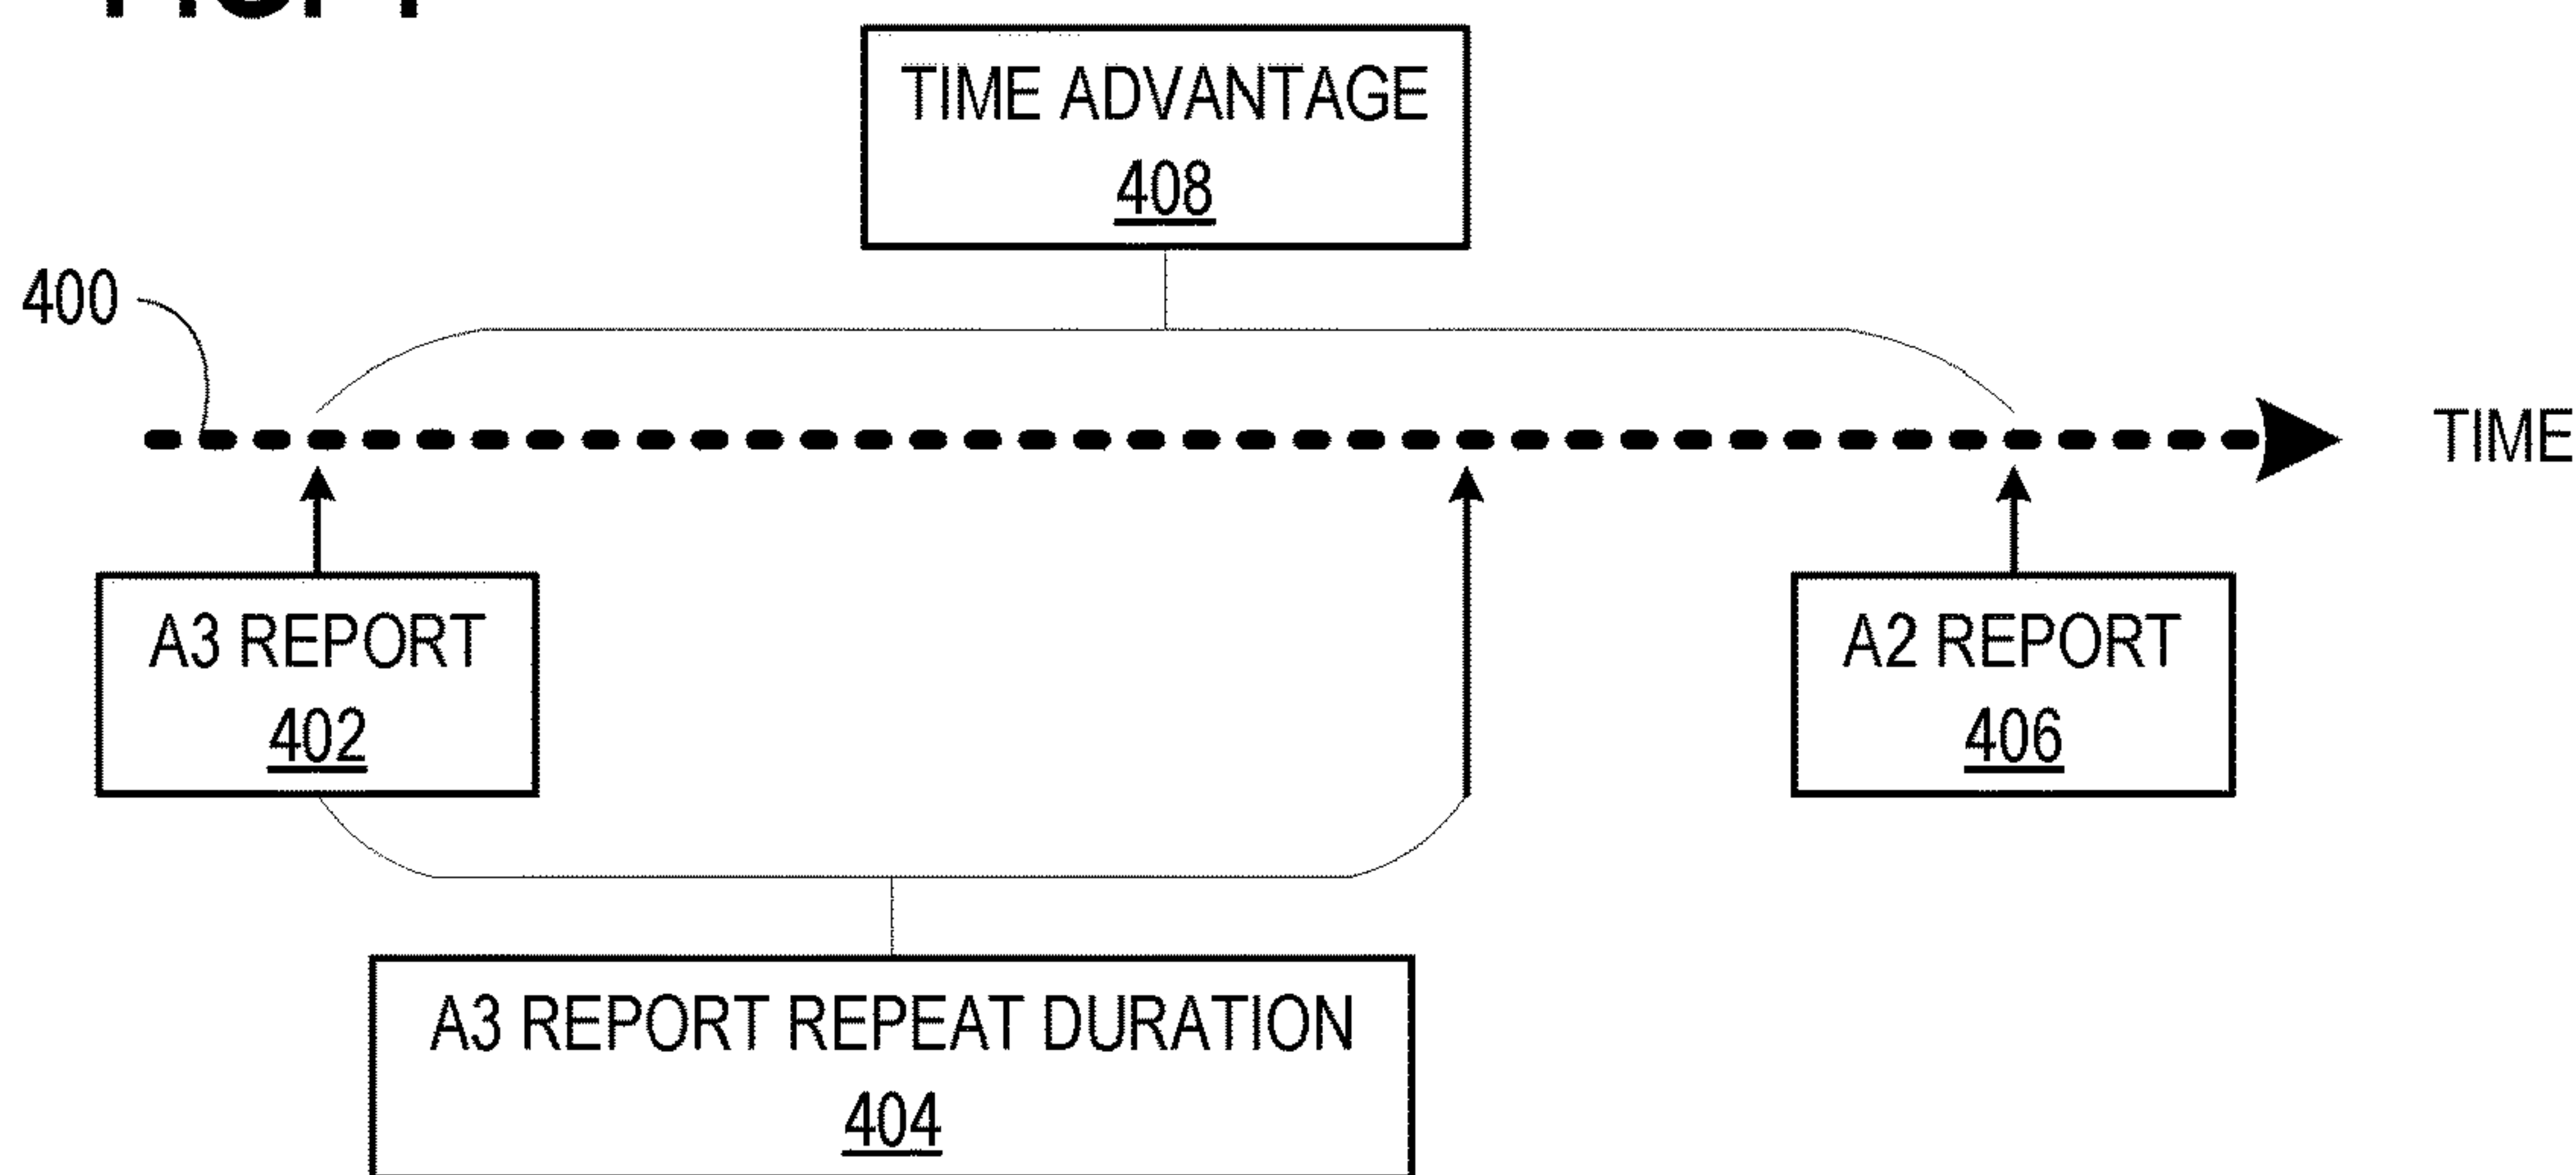 TIME ADVANTAGE
408
400
TIME
A3 REPORT
402
A2 REPORT
406
A3 REPORT REPEAT DURATION
404